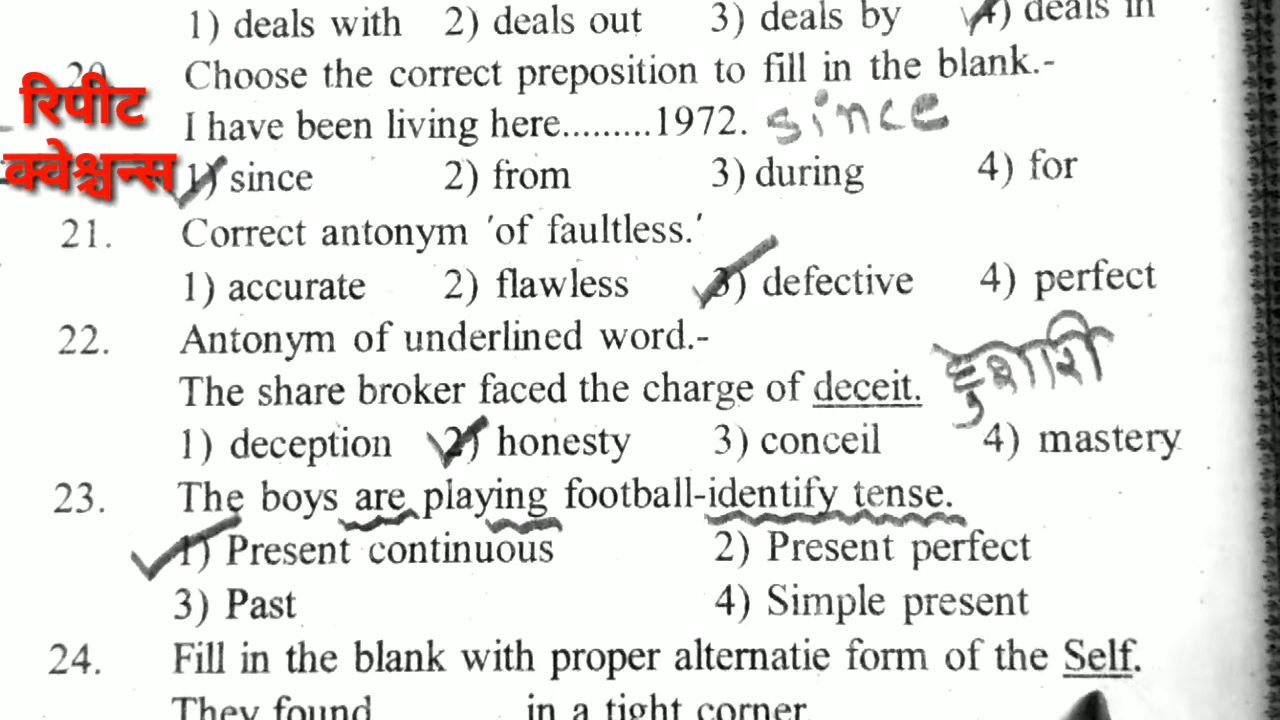 1) deals with 2) deals out 3) deals by 4) deals in
20. Choose the correct preposition to fill in the blank.-
रिपीट
I have been living here.........1972. since
क्वेश्चन्स
1) since 2) from 3) during 4) for
21. Correct antonym 'of faultless.'
1) accurate 2) flawless 3) defective 4) perfect
22. Antonym of underlined word.-
The share broker faced the charge of deceit.
1) deception 2) honesty 3) conceil 4) mastery
23. The boys are playing football-identify tense.
1) Present continuous 2) Present perfect
3) Past 4) Simple present
24. Fill in the blank with proper alternatie form of the Self.
They found in a tight corner